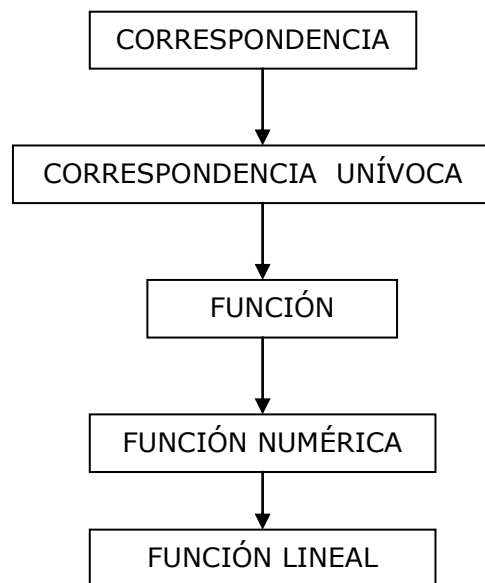 CORRESPONDENCIA
CORRESPONDENCIA UNÍVOCA
FUNCIÓN
FUNCIÓN NUMÉRICA
FUNCIÓN LINEAL